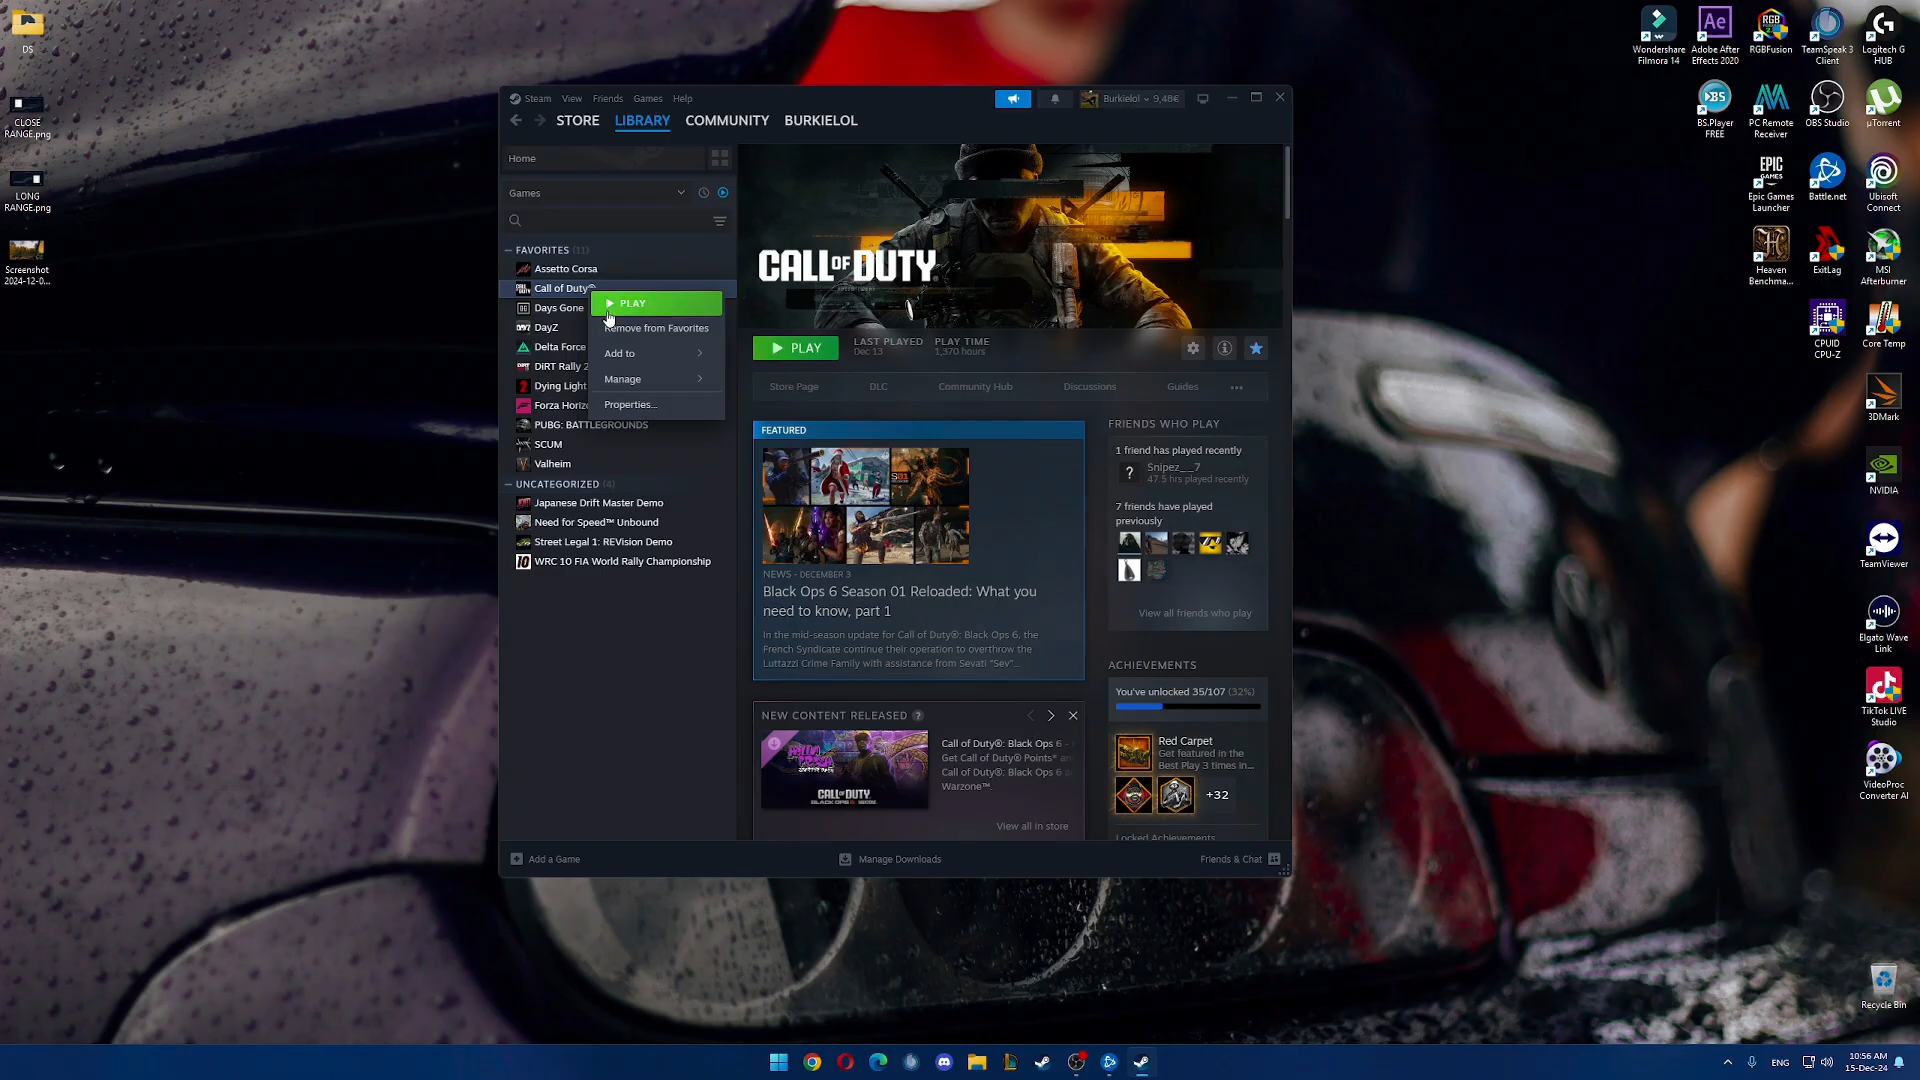 DS
CLOSE
RANGE.png
LONG
RANGE.png
Screenshot
2024-12-0...
Wondershare
Filmora 14
Adobe After
Effects 2020
RGBFusion
TeamSpeak 3
Client
Logitech G
HUB
BS.Player
FREE
PC Remote
Receiver
OBS Studio
µTorrent
Epic Games
Launcher
Battle.net
Ubisoft
Connect
Heaven
Benchma...
ExitLag
MSI
Afterburner
CPUID
CPU-Z
Core Temp
3DMark
NVIDIA
TeamViewer
Elgato Wave
Link
TikTok LIVE
Studio
VideoProc
Converter AI
Recycle Bin
Steam View Friends Games Help
Burkielol 9,48€
STORE LIBRARY COMMUNITY BURKIELOL
Home
Games
FAVORITES (11)
Assetto Corsa
Call of Duty®
Days Gone
DayZ
Delta Force
DiRT Rally 2
Dying Light
Forza Horiz
PUBG: BATTLEGROUNDS
SCUM
Valheim
UNCATEGORIZED (4)
Japanese Drift Master Demo
Need for Speed™ Unbound
Street Legal 1: REVision Demo
WRC 10 FIA World Rally Championship
PLAY
Remove from Favorites
Add to
Manage
Properties...
CALL OF DUTY
PLAY
LAST PLAYED
Dec 13
PLAY TIME
1,370 hours
Store Page DLC Community Hub Discussions Guides
FEATURED
NEWS - DECEMBER 3
Black Ops 6 Season 01 Reloaded: What you
need to know, part 1
In the mid-season update for Call of Duty®: Black Ops 6, the
French Syndicate continue their operation to overthrow the
Luttazzi Crime Family with assistance from Sevati "Sev"...
NEW CONTENT RELEASED ?
CALL OF DUTY
Call of Duty®: Black Ops 6 -
Get Call of Duty® Points* an
Call of Duty®: Black Ops 6 a
Warzone™.
View all in store
FRIENDS WHO PLAY
1 friend has played recently
Snipez___7
47.5 hrs played recently
7 friends have played
previously
View all friends who play
ACHIEVEMENTS
You've unlocked 35/107 (32%)
Red Carpet
Get featured in the
Best Play 3 times in...
+32
Locked Achievements
Add a Game
Manage Downloads
Friends & Chat
ENG
10:56 AM
15-Dec-24